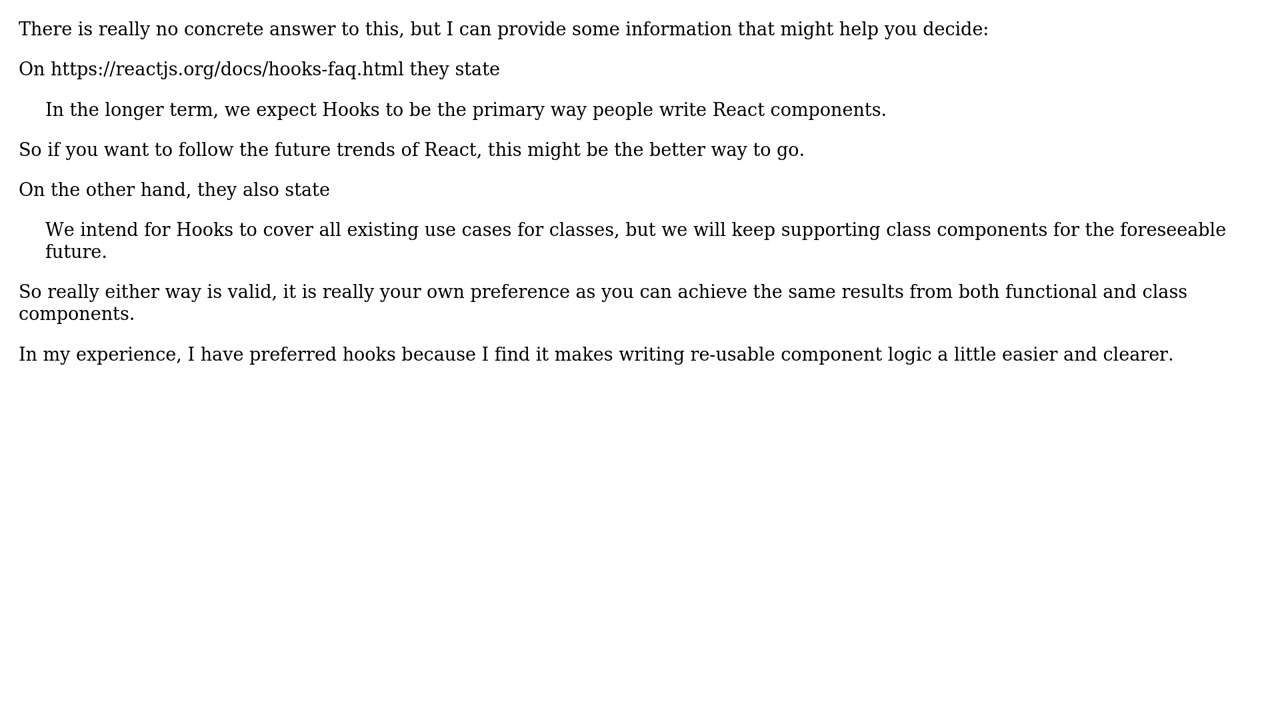 There is really no concrete answer to this, but I can provide some information that might help you decide:
On https://reactjs.org/docs/hooks-faq.html they state
In the longer term, we expect Hooks to be the primary way people write React components.
So if you want to follow the future trends of React, this might be the better way to go.
On the other hand, they also state
We intend for Hooks to cover all existing use cases for classes, but we will keep supporting class components for the foreseeable
future.
So really either way is valid, it is really your own preference as you can achieve the same results from both functional and class
components.
In my experience, I have preferred hooks because I find it makes writing re-usable component logic a little easier and clearer.